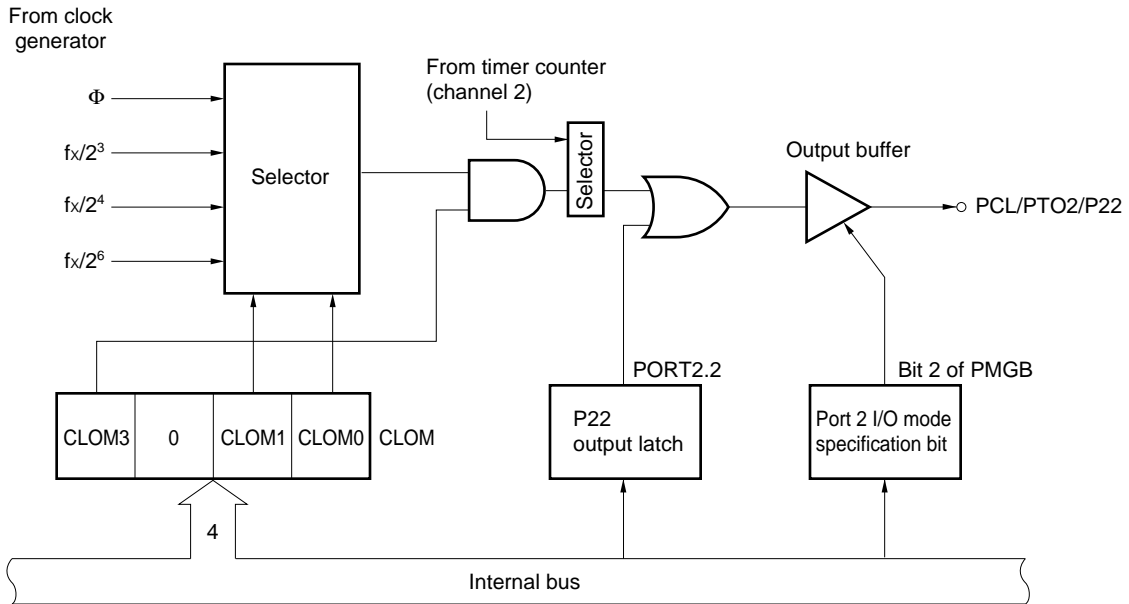 From clock
generator
Φ
fx/2³
fx/2⁴
fx/2⁶
Selector
From timer counter
(channel 2)
Selector
Output buffer
PCL/PTO2/P22
CLOM3
0
CLOM1
CLOM0
CLOM
PORT2.2
P22
output latch
Bit 2 of PMGB
Port 2 I/O mode
specification bit
4
Internal bus